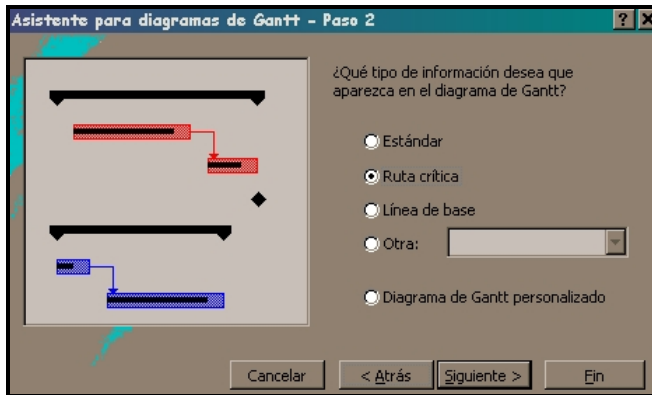 Asistente para diagramas de Gantt - Paso 2
¿Qué tipo de información desea que
aparezca en el diagrama de Gantt?
Estándar
Ruta crítica
Línea de base
Otra:
Diagrama de Gantt personalizado
Cancelar
< Atrás
Siguiente >
Fin